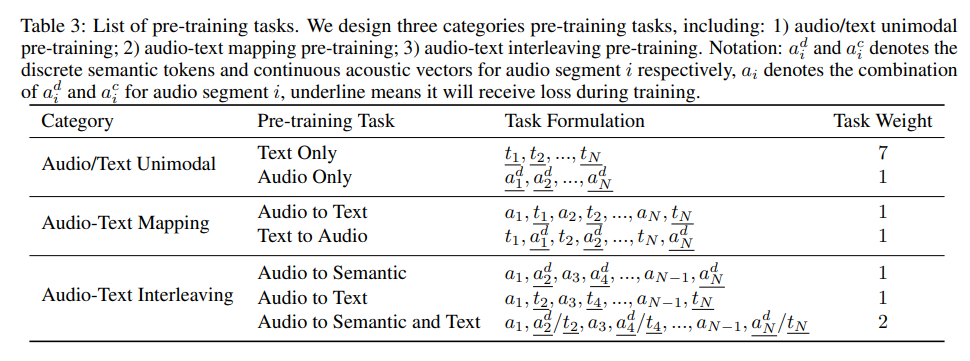 Table 3: List of pre-training tasks. We design three categories pre-training tasks, including: 1) audio/text unimodal
pre-training; 2) audio-text mapping pre-training; 3) audio-text interleaving pre-training. Notation: $a_i^d$ and $a_i^c$ denotes the
discrete semantic tokens and continuous acoustic vectors for audio segment $i$ respectively, $a_i$ denotes the combination
of $a_i^d$ and $a_i^c$ for audio segment $i$, underline means it will receive loss during training.
Category Pre-training Task Task Formulation Task Weight
Audio/Text Unimodal
Text Only $\underline{t_1}, \underline{t_2}, ..., \underline{t_N}$ 7
Audio Only $\underline{a_1^d}, \underline{a_2^d}, ..., \underline{a_N^d}$ 1
Audio-Text Mapping
Audio to Text $a_1, \underline{t_1}, a_2, \underline{t_2}, ..., a_N, \underline{t_N}$ 1
Text to Audio $t_1, \underline{a_1^d}, t_2, \underline{a_2^d}, ..., t_N, \underline{a_N^d}$ 1
Audio-Text Interleaving
Audio to Semantic $a_1, \underline{a_2^d}, a_3, \underline{a_4^d}, ..., a_{N-1}, \underline{a_N^d}$ 1
Audio to Text $a_1, \underline{t_2}, a_3, \underline{t_4}, ..., a_{N-1}, \underline{t_N}$ 1
Audio to Semantic and Text $a_1, \underline{a_2^d}/\underline{t_2}, a_3, \underline{a_4^d}/\underline{t_4}, ..., a_{N-1}, \underline{a_N^d}/\underline{t_N}$ 2